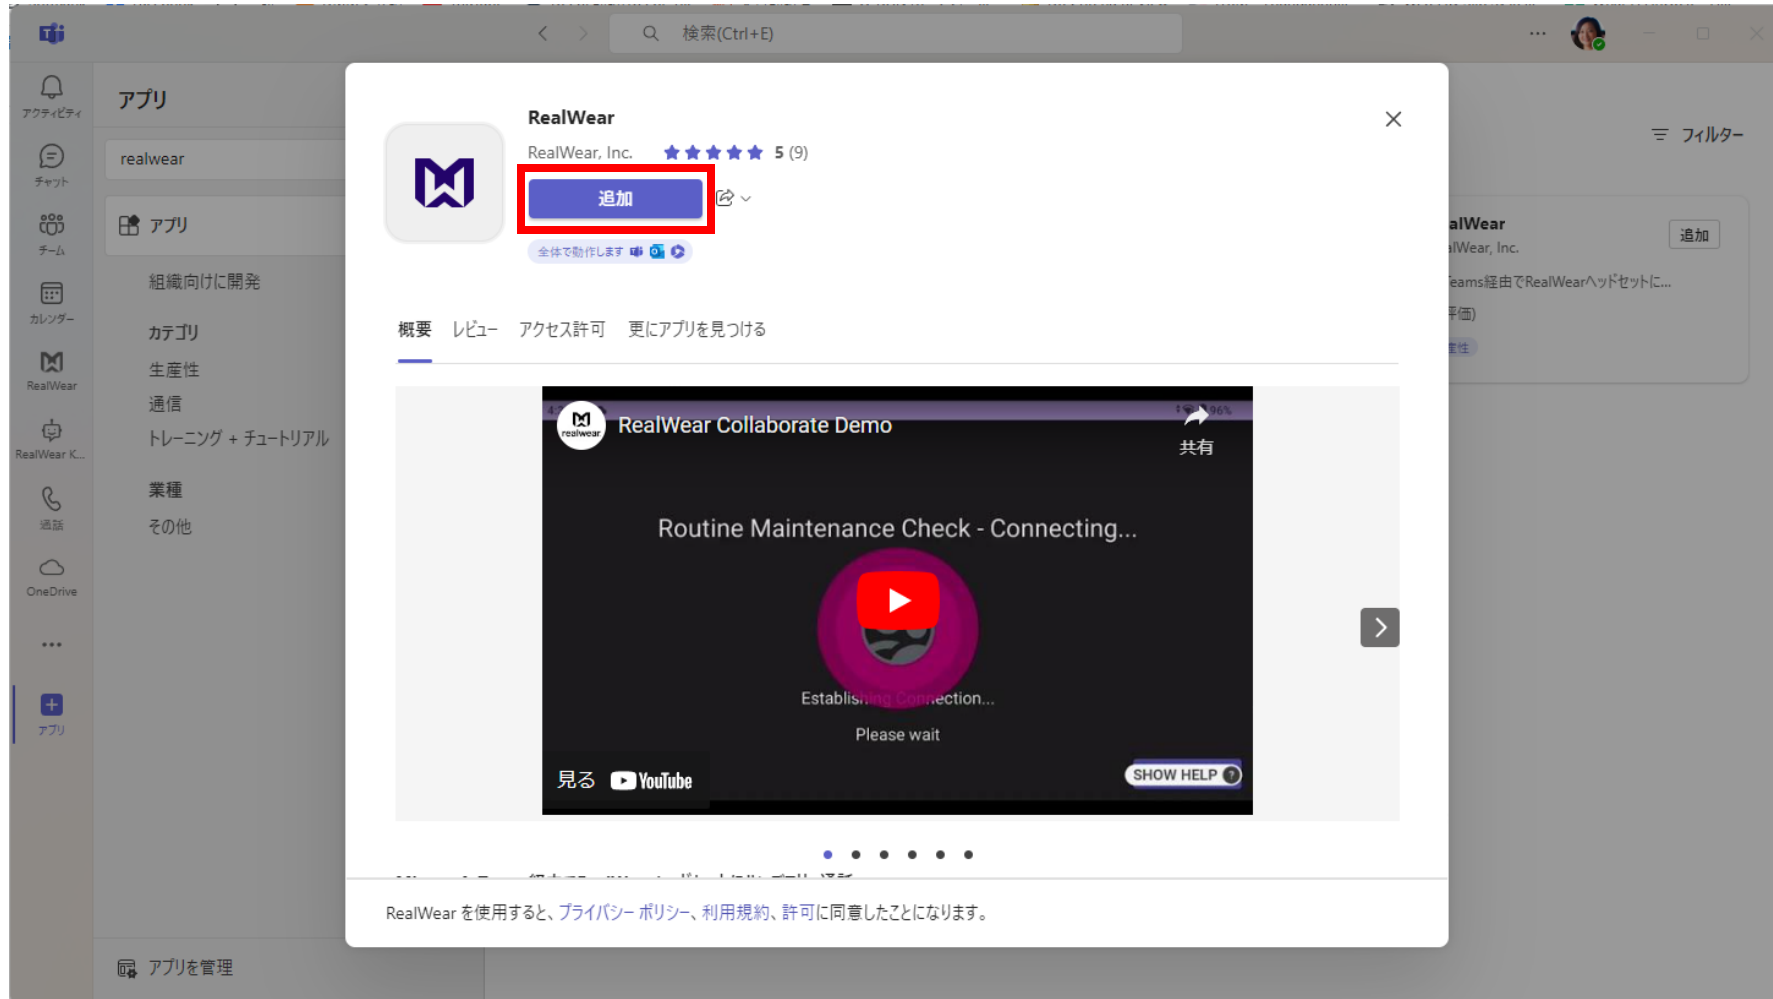 検索(Ctrl+E)
アクティビティ
チャット
チーム
カレンダー
RealWear
RealWear K...
通話
OneDrive
アプリ
アプリ
realwear
アプリ
組織向けに開発
カテゴリ
生産性
通信
トレーニング + チュートリアル
業種
その他
アプリを管理
RealWear
RealWear, Inc.
5 (9)
追加
全体で動作します
概要 レビュー アクセス許可 更にアプリを見つける
realwear
RealWear Collaborate Demo
96%
共有
Routine Maintenance Check - Connecting...
Please wait
見る YouTube
SHOW HELP ?
RealWear を使用すると、プライバシー ポリシー、利用規約、許可に同意したことになります。
フィルター
alWear
追加
alWear, Inc.
eams経由でRealWearヘッドセットに...